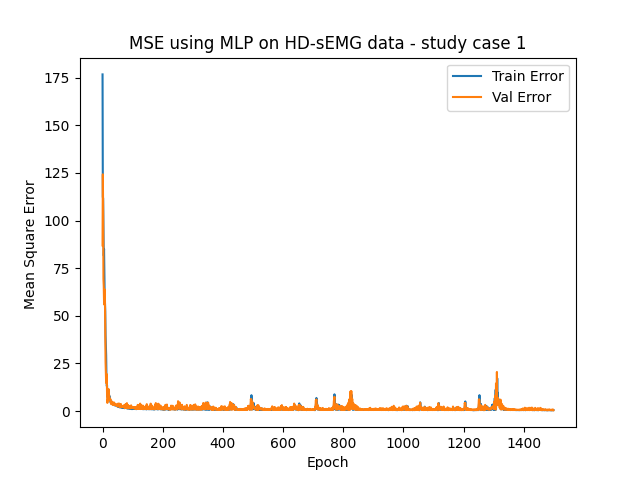 MSE using MLP on HD-sEMG data - study case 1
Train Error
Val Error
Mean Square Error
175
150
125
100
75
50
25
0
0 200 400 600 800 1000 1200 1400
Epoch